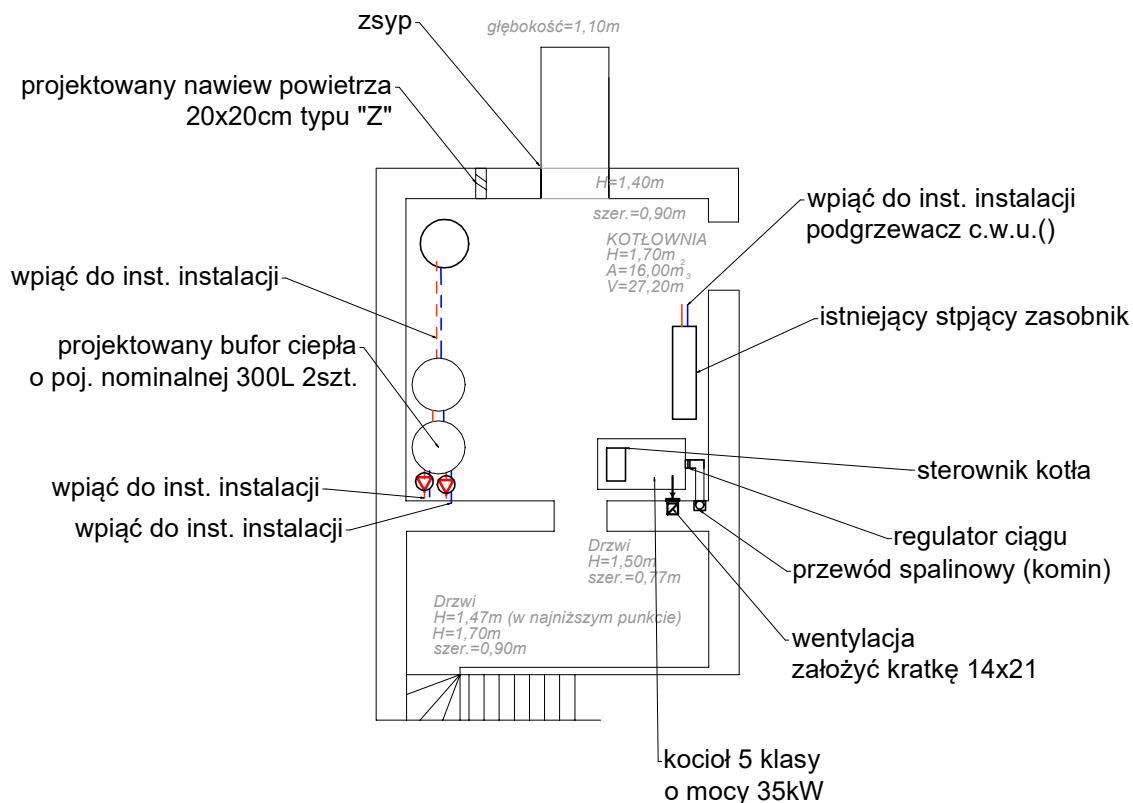 zsyp
głębokość=1,10m
projektowany nawiew powietrza
20x20cm typu "Z"
H=1,40m
szer.=0,90m
KOTŁOWNIA
H=1,70m
A=16,00m2
V=27,20m3
wpiąć do inst. instalacji
podgrzewacz c.w.u.()
wpiąć do inst. instalacji
istniejący stpjący zasobnik
projektowany bufor ciepła
o poj. nominalnej 300L 2szt.
sterownik kotła
wpiąć do inst. instalacji
wpiąć do inst. instalacji
regulator ciągu
Drzwi
H=1,50m
szer.=0,77m
przewód spalinowy (komin)
Drzwi
H=1,47m (w najniższym punkcie)
H=1,70m
szer.=0,90m
wentylacja
założyć kratkę 14x21
kocioł 5 klasy
o mocy 35kW